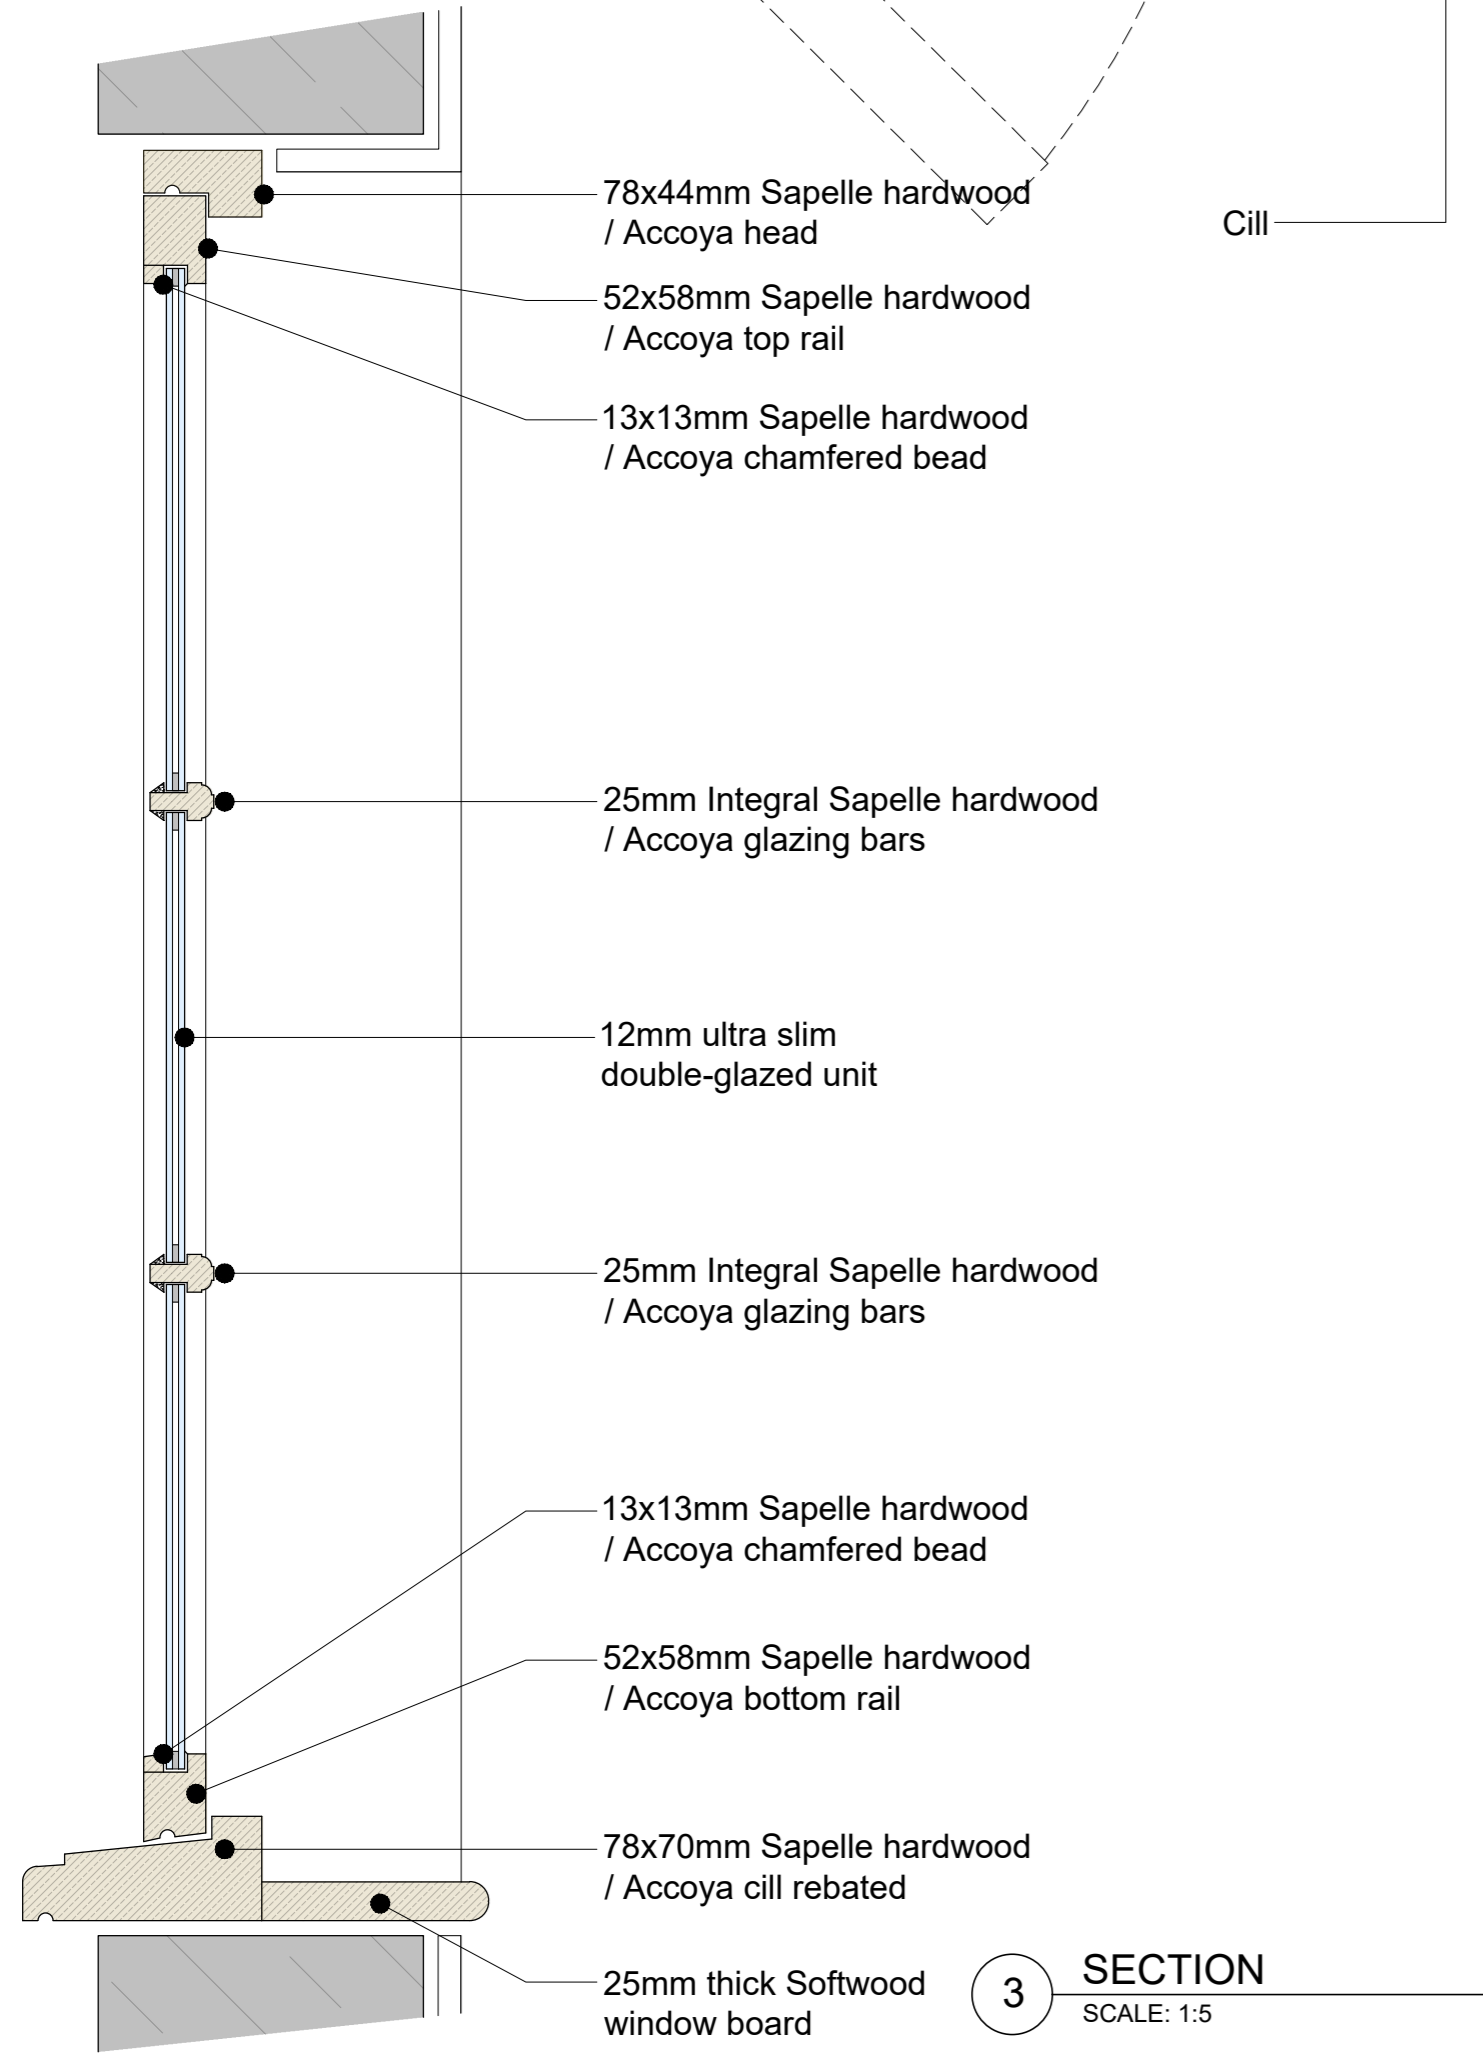 78x44mm Sapelle hardwood
/ Accoya head
Cill
52x58mm Sapelle hardwood
/ Accoya top rail
13x13mm Sapelle hardwood
/ Accoya chamfered bead
25mm Integral Sapelle hardwood
/ Accoya glazing bars
12mm ultra slim
double-glazed unit
25mm Integral Sapelle hardwood
/ Accoya glazing bars
13x13mm Sapelle hardwood
/ Accoya chamfered bead
52x58mm Sapelle hardwood
/ Accoya bottom rail
78x70mm Sapelle hardwood
/ Accoya cill rebated
25mm thick Softwood
window board
3
SECTION
SCALE: 1:5